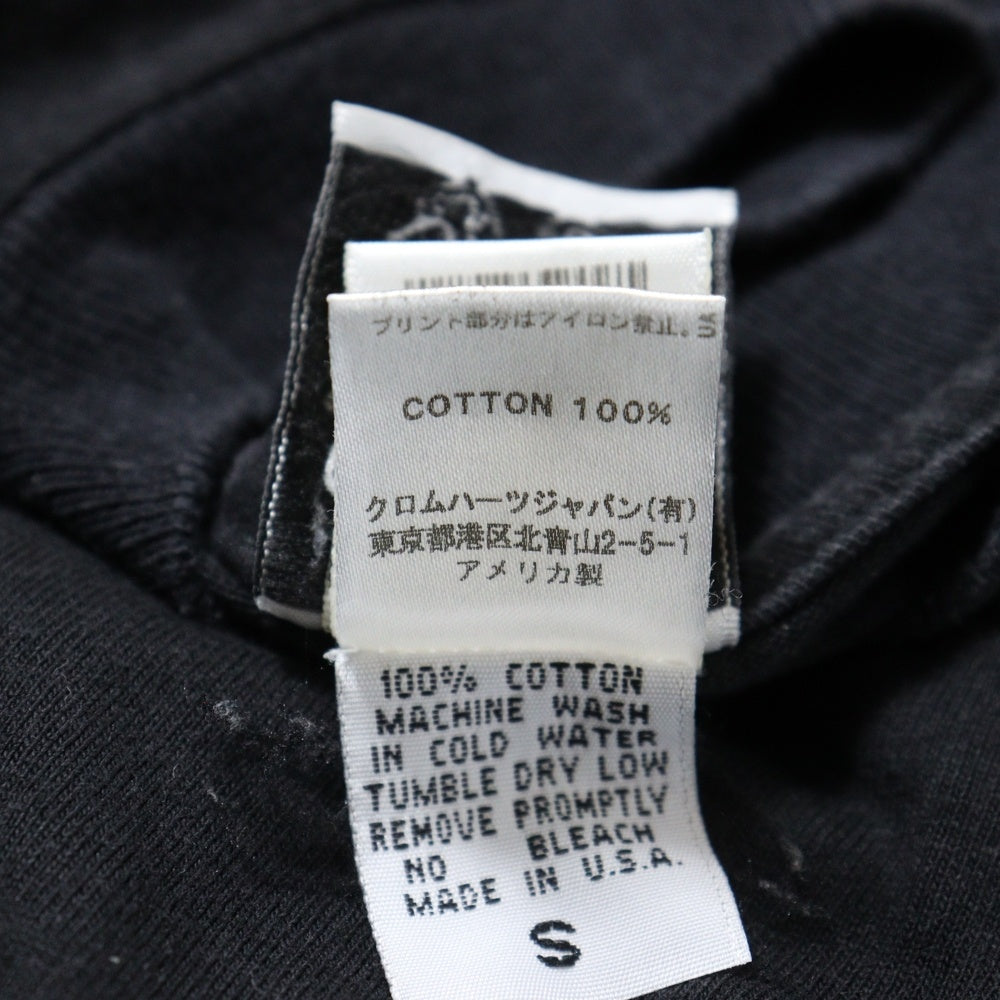 プリント部分はアイロン禁止。
UA
COTTON 100%
クロムハーツジャパン(有)
東京都港区北青山2-5-1
アメリカ製
100% COTTON
MACHINE WASH
IN COLD WATER
TUMBLE DRY LOW
REMOVE PROMPTLY
NO BLEACH
MADE IN U.S.A.
S